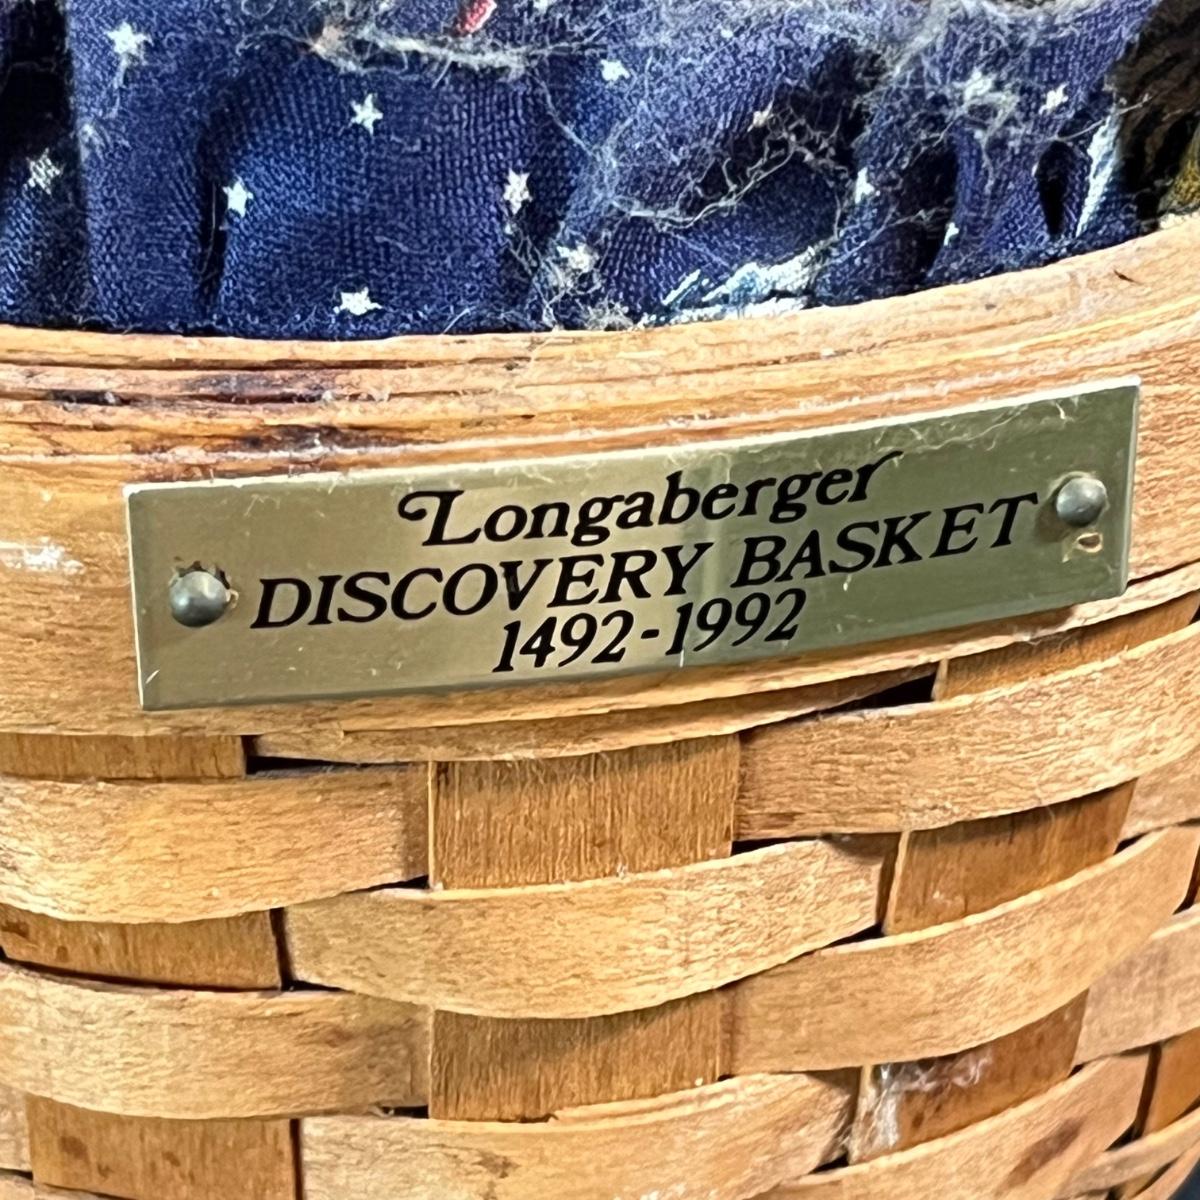 Longaberger
DISCOVERY BASKET
1492-1992